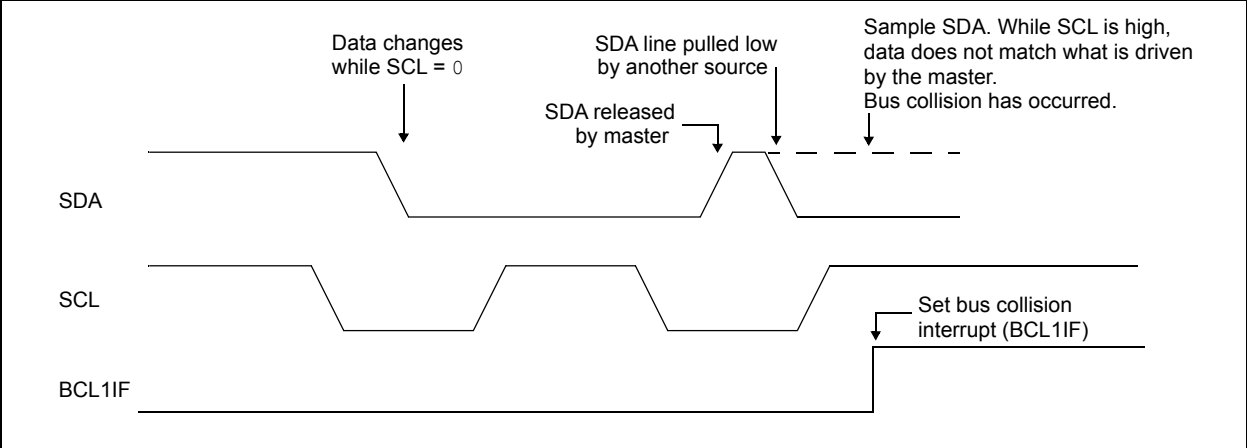 Data changes
while SCL = 0
SDA line pulled low
by another source
SDA released
by master
Sample SDA. While SCL is high,
data does not match what is driven
by the master.
Bus collision has occurred.
SDA
SCL
Set bus collision
interrupt (BCL1IF)
BCL1IF